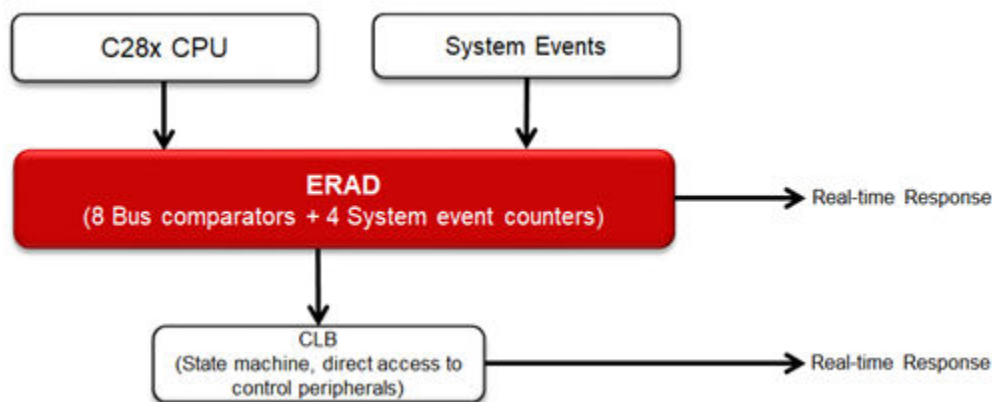 C28x CPU
System Events
ERAD
(8 Bus comparators + 4 System event counters)
Real-time Response
CLB
(State machine, direct access to
control peripherals)
Real-time Response